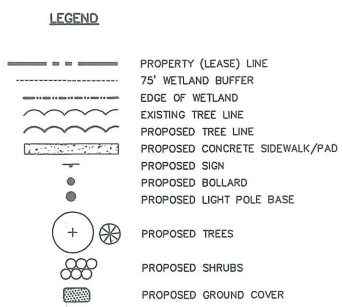 LEGEND
PROPERTY (LEASE) LINE
75' WETLAND BUFFER
EDGE OF WETLAND
EXISTING TREE LINE
PROPOSED TREE LINE
PROPOSED CONCRETE SIDEWALK/PAD
PROPOSED SIGN
PROPOSED BOLLARD
PROPOSED LIGHT POLE BASE
PROPOSED TREES
PROPOSED SHRUBS
PROPOSED GROUND COVER